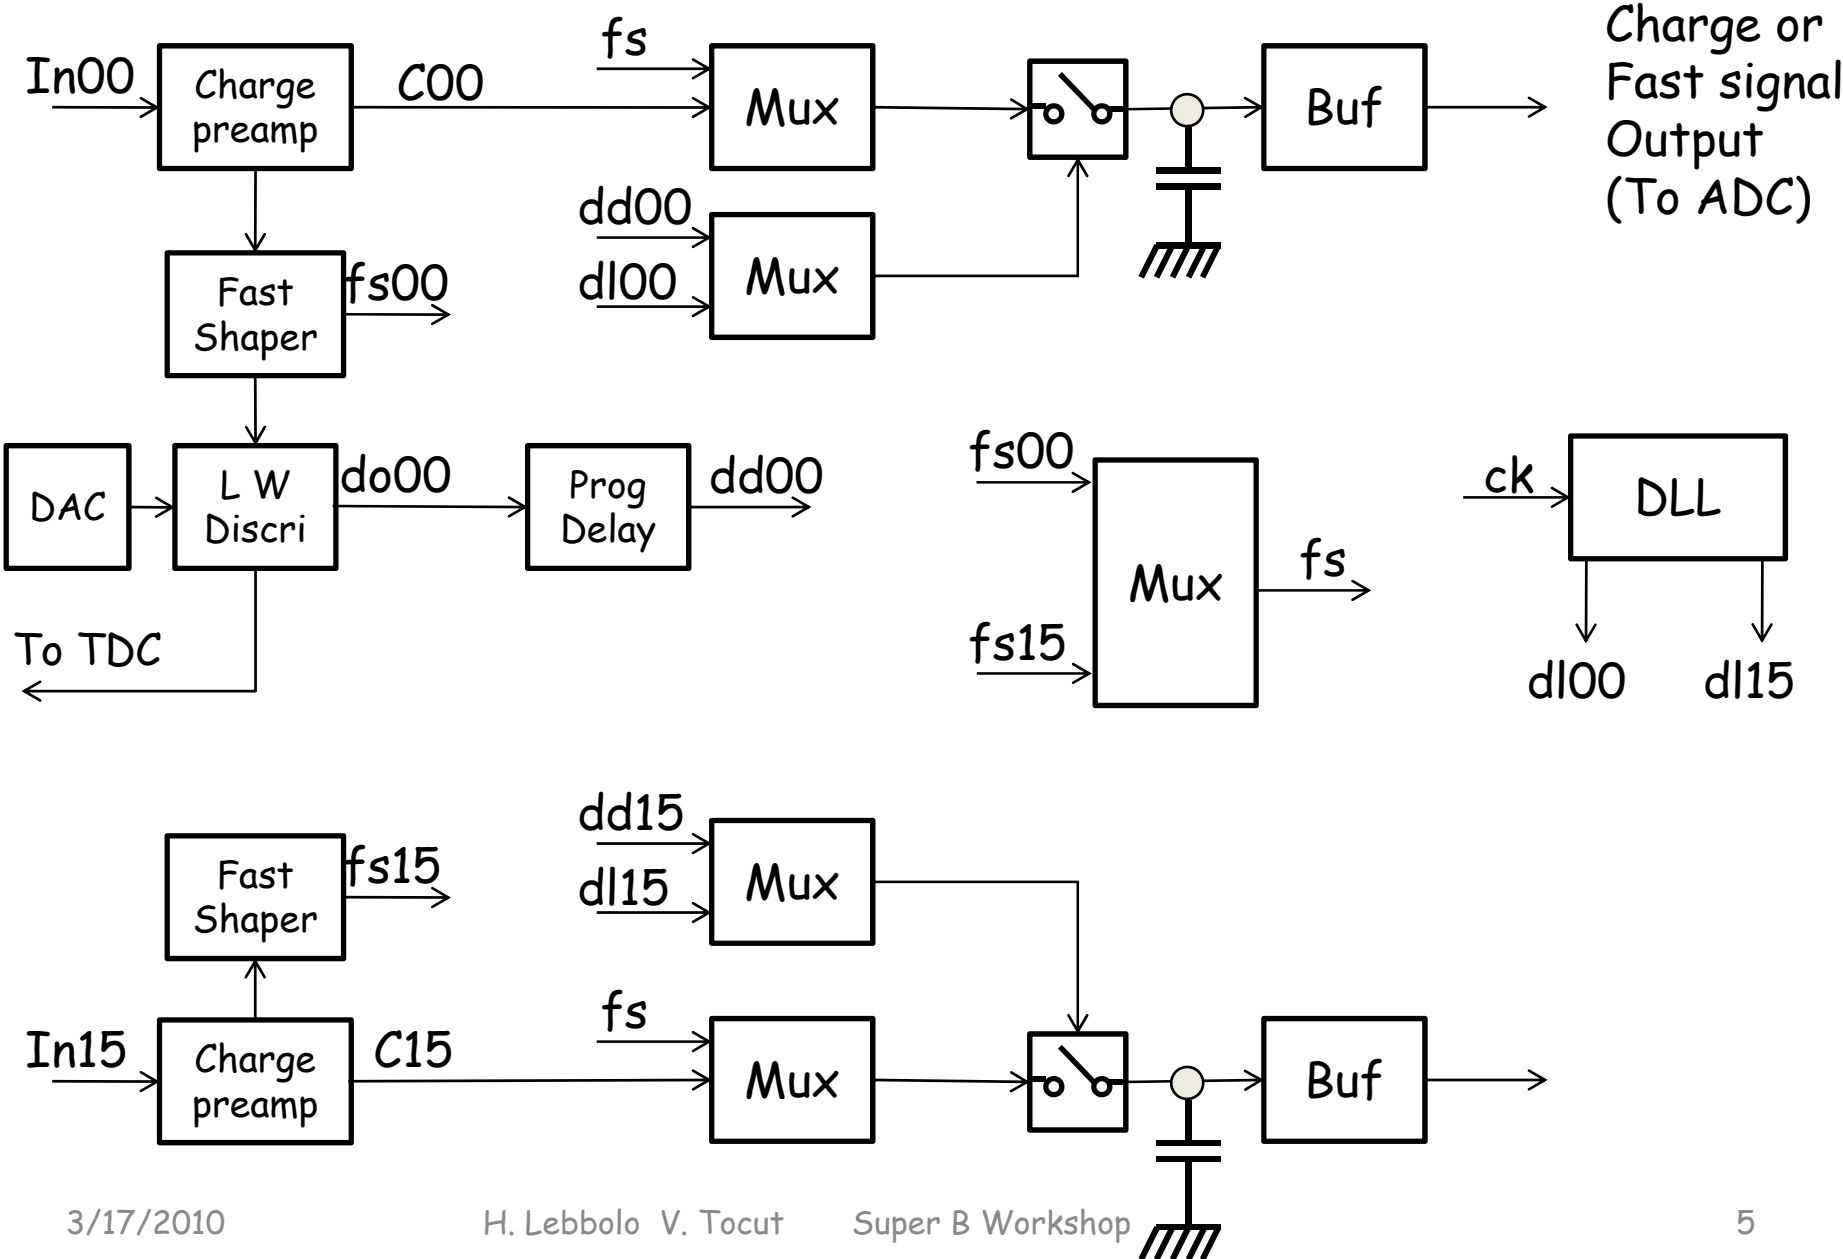 In00
Charge
preamp
C00
fs
Mux
Buf
Charge or
Fast signal
Output
(To ADC)
dd00
dl00
Mux
Fast
Shaper
fs00
DAC
L W
Discri
do00
Prog
Delay
dd00
To TDC
fs00
fs15
Mux
fs
ck
DLL
dl00
dl15
dd15
dl15
Mux
Fast
Shaper
fs15
In15
Charge
preamp
C15
fs
Mux
Buf
3/17/2010
H. Lebbolo V. Tocut
Super B Workshop
5